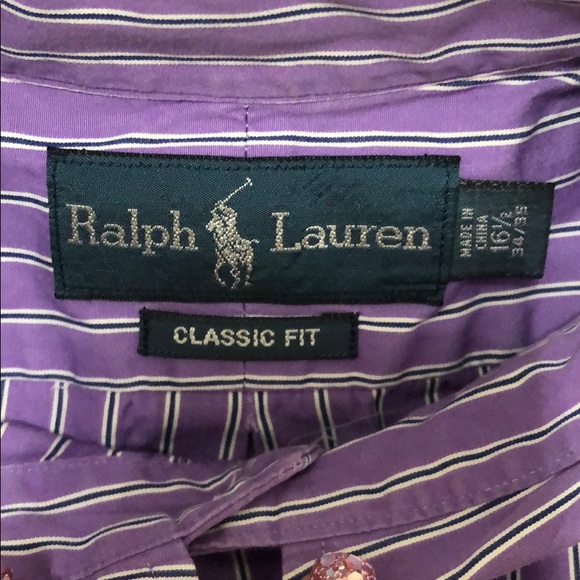 Ralph Lauren
CLASSIC FIT
MADE IN
CHINA
16½
34/35